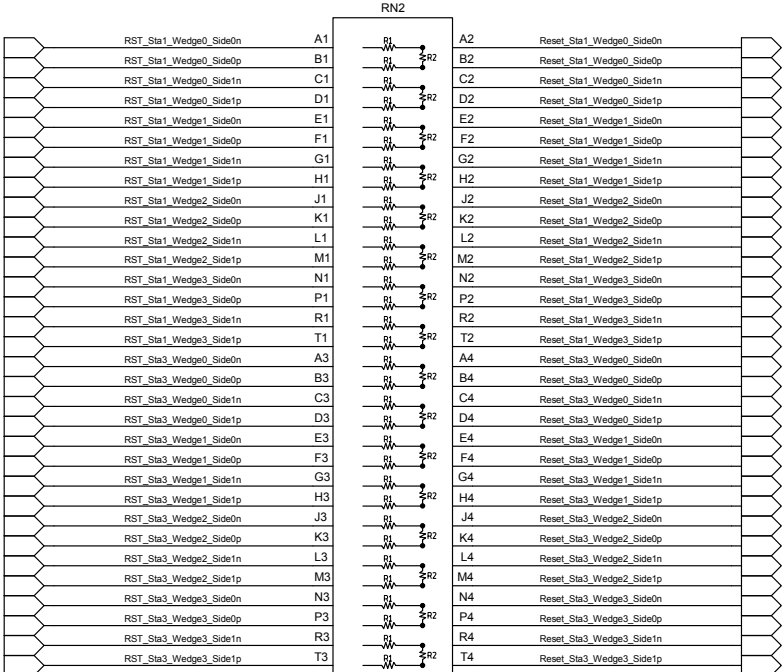 RN2
RST_Sta1_Wedge0_Side0n A1 R1 A2 Reset_Sta1_Wedge0_Side0n
RST_Sta1_Wedge0_Side0p B1 R1 R2 B2 Reset_Sta1_Wedge0_Side0p
RST_Sta1_Wedge0_Side1n C1 R1 C2 Reset_Sta1_Wedge0_Side1n
RST_Sta1_Wedge0_Side1p D1 R1 R2 D2 Reset_Sta1_Wedge0_Side1p
RST_Sta1_Wedge1_Side0n E1 R1 E2 Reset_Sta1_Wedge1_Side0n
RST_Sta1_Wedge1_Side0p F1 R1 R2 F2 Reset_Sta1_Wedge1_Side0p
RST_Sta1_Wedge1_Side1n G1 R1 G2 Reset_Sta1_Wedge1_Side1n
RST_Sta1_Wedge1_Side1p H1 R1 R2 H2 Reset_Sta1_Wedge1_Side1p
RST_Sta1_Wedge2_Side0n J1 R1 J2 Reset_Sta1_Wedge2_Side0n
RST_Sta1_Wedge2_Side0p K1 R1 R2 K2 Reset_Sta1_Wedge2_Side0p
RST_Sta1_Wedge2_Side1n L1 R1 L2 Reset_Sta1_Wedge2_Side1n
RST_Sta1_Wedge2_Side1p M1 R1 R2 M2 Reset_Sta1_Wedge2_Side1p
RST_Sta1_Wedge3_Side0n N1 R1 N2 Reset_Sta1_Wedge3_Side0n
RST_Sta1_Wedge3_Side0p P1 R1 R2 P2 Reset_Sta1_Wedge3_Side0p
RST_Sta1_Wedge3_Side1n R1 R1 R2 Reset_Sta1_Wedge3_Side1n
RST_Sta1_Wedge3_Side1p T1 R1 R2 T2 Reset_Sta1_Wedge3_Side1p
RST_Sta3_Wedge0_Side0n A3 R1 A4 Reset_Sta3_Wedge0_Side0n
RST_Sta3_Wedge0_Side0p B3 R1 R2 B4 Reset_Sta3_Wedge0_Side0p
RST_Sta3_Wedge0_Side1n C3 R1 C4 Reset_Sta3_Wedge0_Side1n
RST_Sta3_Wedge0_Side1p D3 R1 R2 D4 Reset_Sta3_Wedge0_Side1p
RST_Sta3_Wedge1_Side0n E3 R1 E4 Reset_Sta3_Wedge1_Side0n
RST_Sta3_Wedge1_Side0p F3 R1 R2 F4 Reset_Sta3_Wedge1_Side0p
RST_Sta3_Wedge1_Side1n G3 R1 G4 Reset_Sta3_Wedge1_Side1n
RST_Sta3_Wedge1_Side1p H3 R1 R2 H4 Reset_Sta3_Wedge1_Side1p
RST_Sta3_Wedge2_Side0n J3 R1 J4 Reset_Sta3_Wedge2_Side0n
RST_Sta3_Wedge2_Side0p K3 R1 R2 K4 Reset_Sta3_Wedge2_Side0p
RST_Sta3_Wedge2_Side1n L3 R1 L4 Reset_Sta3_Wedge2_Side1n
RST_Sta3_Wedge2_Side1p M3 R1 R2 M4 Reset_Sta3_Wedge2_Side1p
RST_Sta3_Wedge3_Side0n N3 R1 N4 Reset_Sta3_Wedge3_Side0n
RST_Sta3_Wedge3_Side0p P3 R1 R2 P4 Reset_Sta3_Wedge3_Side0p
RST_Sta3_Wedge3_Side1n R3 R1 R4 Reset_Sta3_Wedge3_Side1n
RST_Sta3_Wedge3_Side1p T3 R1 R2 T4 Reset_Sta3_Wedge3_Side1p